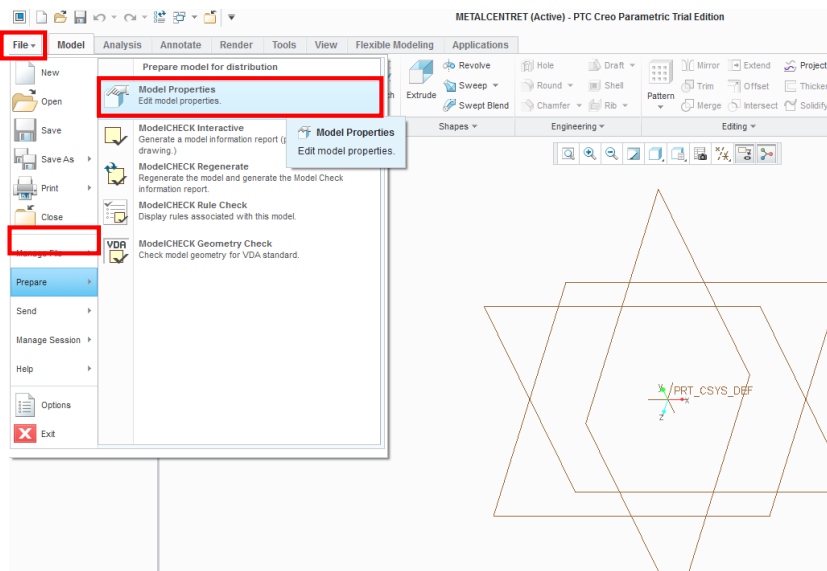 METALCENTRET (Active) - PTC Creo Parametric Trial Edition
File Model Analysis Annotate Render Tools View Flexible Modeling Applications
New
Open
Save
Save As
Print
Close
Manage File
Prepare
Send
Manage Session
Help
Options
Exit
Prepare model for distribution
Model Properties
Edit model properties.
ModelCHECK Interactive
Generate a model information report (p
drawing.)
ModelCHECK Regenerate
Regenerate the model and generate the Model Check
information report.
ModelCHECK Rule Check
Display rules associated with this model.
VDA
ModelCHECK Geometry Check
Check model geometry for VDA standard.
Model Properties
Edit model properties.
Extrude
Revolve
Sweep
Swept Blend
Shapes
Hole
Draft
Round
Shell
Chamfer
Rib
Engineering
Pattern
Mirror
Extend
Project
Trim
Offset
Thicken
Merge
Intersect
Solidify
Editing
PRT_CSYS_DEF
y
x
z